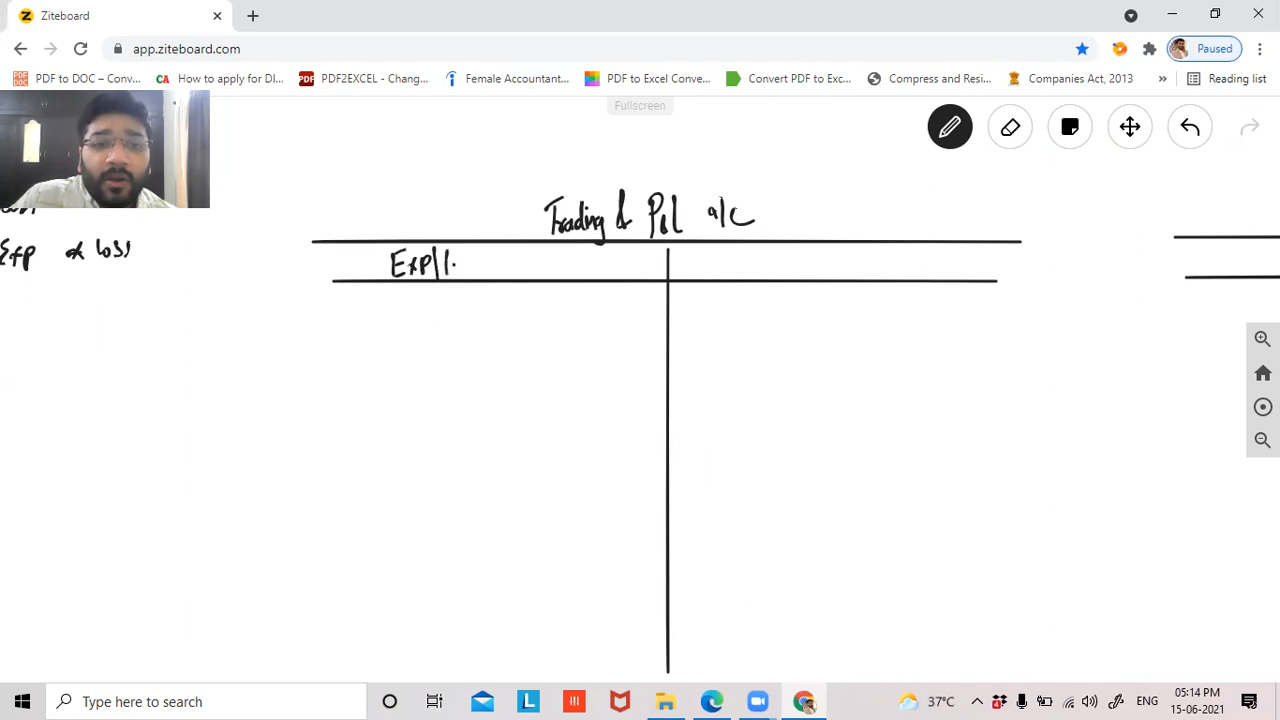 Ziteboard
app.ziteboard.com
Paused
PDF to DOC – Conv...
How to apply for DI...
PDF2EXCEL - Chang...
Female Accountant...
PDF to Excel Conve...
Convert PDF to Exc...
Compress and Resi...
Companies Act, 2013
»
Reading list
Fullscreen
Trading & P&L a/c
Exp & loss
Exp/l
Type here to search
37°C
05:14 PM
15-06-2021